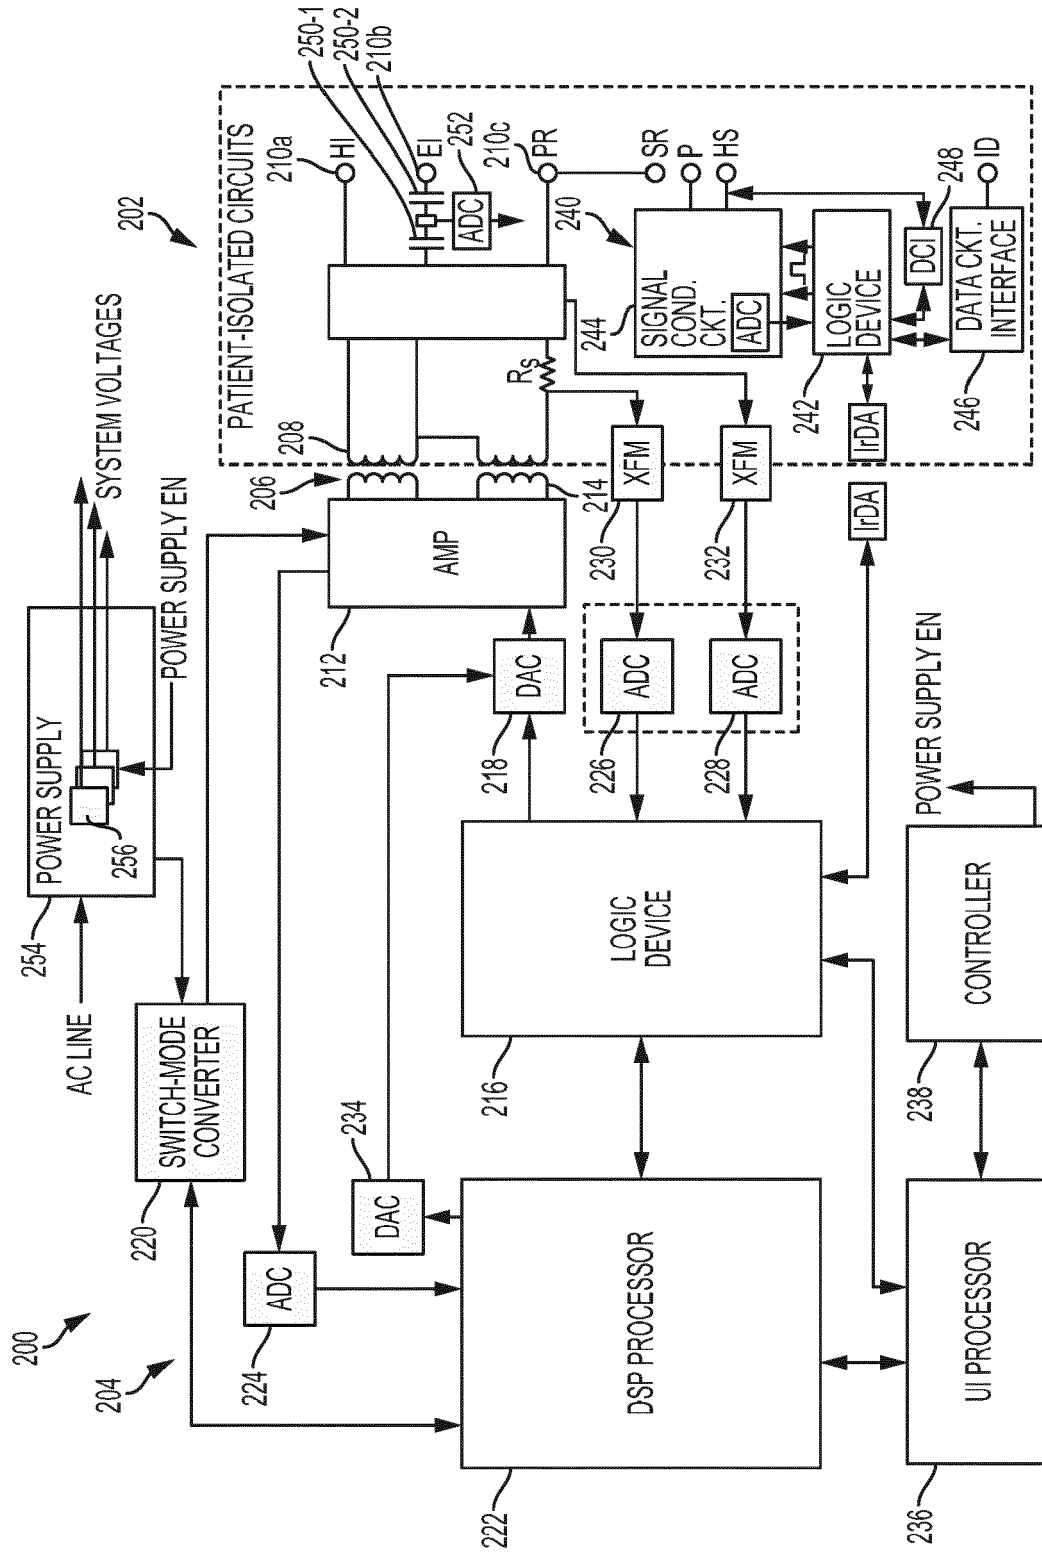 200
204
202
AC LINE
254
POWER SUPPLY
256
SYSTEM VOLTAGES
POWER SUPPLY EN
220
SWITCH-MODE
CONVERTER
224
ADC
234
DAC
212
AMP
206
208
214
PATIENT-ISOLATED CIRCUITS
210a
HI
250-1
250-2
210b
EI
252
ADC
210c
PR
RS
218
DAC
226
ADC
228
ADC
230
XFM
232
XFM
240
SR
P
HS
244
SIGNAL
COND.
CKT.
ADC
242
LOGIC
DEVICE
DCI
248
ID
246
DATA CKT.
INTERFACE
IrDA
IrDA
222
DSP PROCESSOR
216
LOGIC
DEVICE
236
UI PROCESSOR
238
CONTROLLER
POWER SUPPLY EN